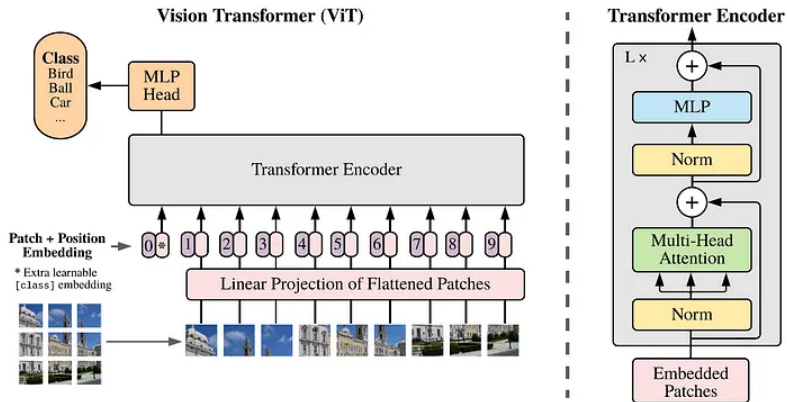 Vision Transformer (ViT)
Class
Bird
Ball
Car
...
MLP
Head
Transformer Encoder
Patch + Position
Embedding
0 * 1 2 3 4 5 6 7 8 9
* Extra learnable
[class] embedding
Linear Projection of Flattened Patches
Transformer Encoder
L ×
+
MLP
Norm
+
Multi-Head
Attention
Norm
Embedded
Patches